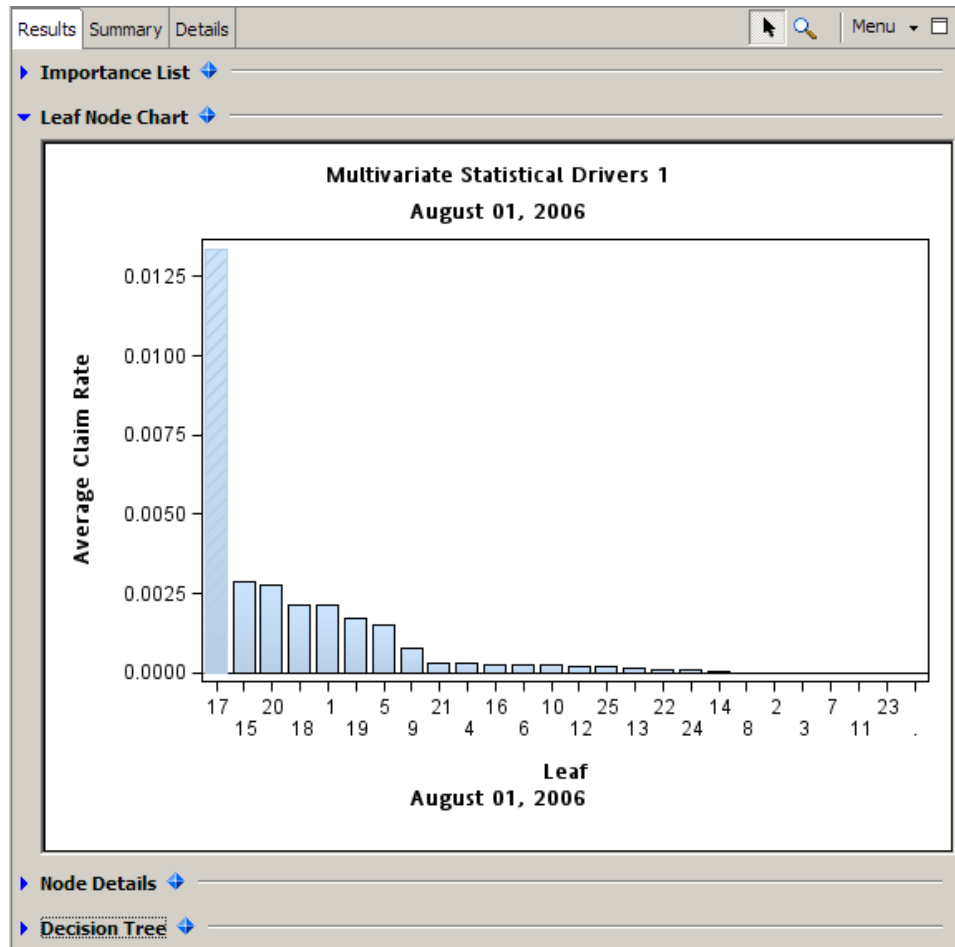 Results Summary Details Menu
Importance List
Leaf Node Chart
Multivariate Statistical Drivers 1
August 01, 2006
0.0125
0.0100
0.0075
0.0050
0.0025
0.0000
Average Claim Rate
17 20 1 5 21 16 10 25 22 14 2 7 23
15 18 19 9 4 6 12 13 24 8 3 11 .
Leaf
August 01, 2006
Node Details
Decision Tree